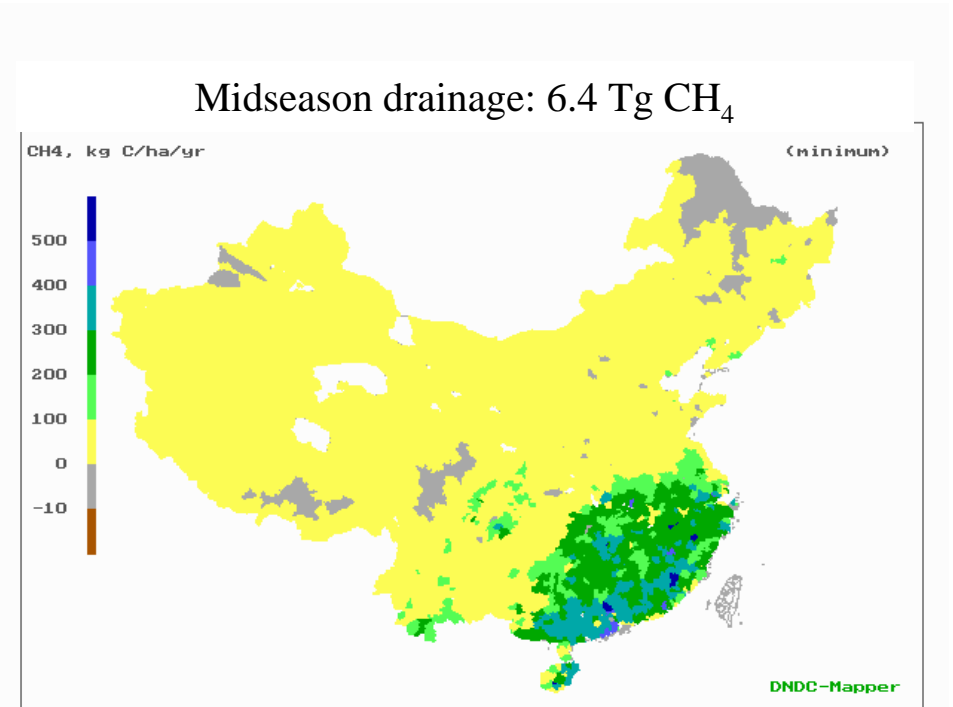 Midseason drainage: 6.4 Tg CH₄
CH4, kg C/ha/yr
(minimum)
500
400
300
200
100
0
-10
DNDC-Mapper